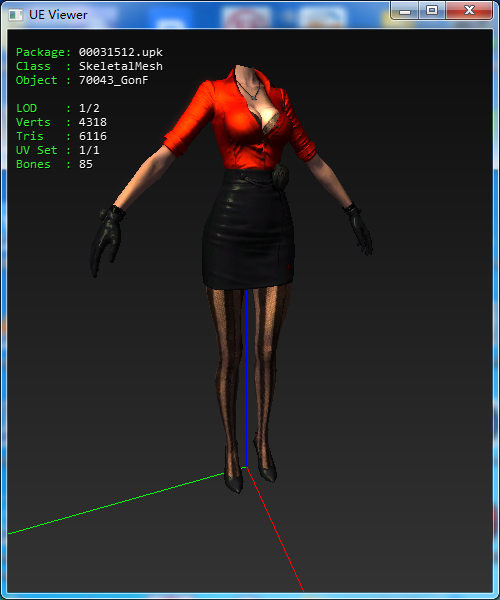 UE Viewer
Package: 00031512.upk
Class : SkeletalMesh
Object : 70043_GonF
LOD : 1/2
Verts : 4318
Tris : 6116
UV Set : 1/1
Bones : 85